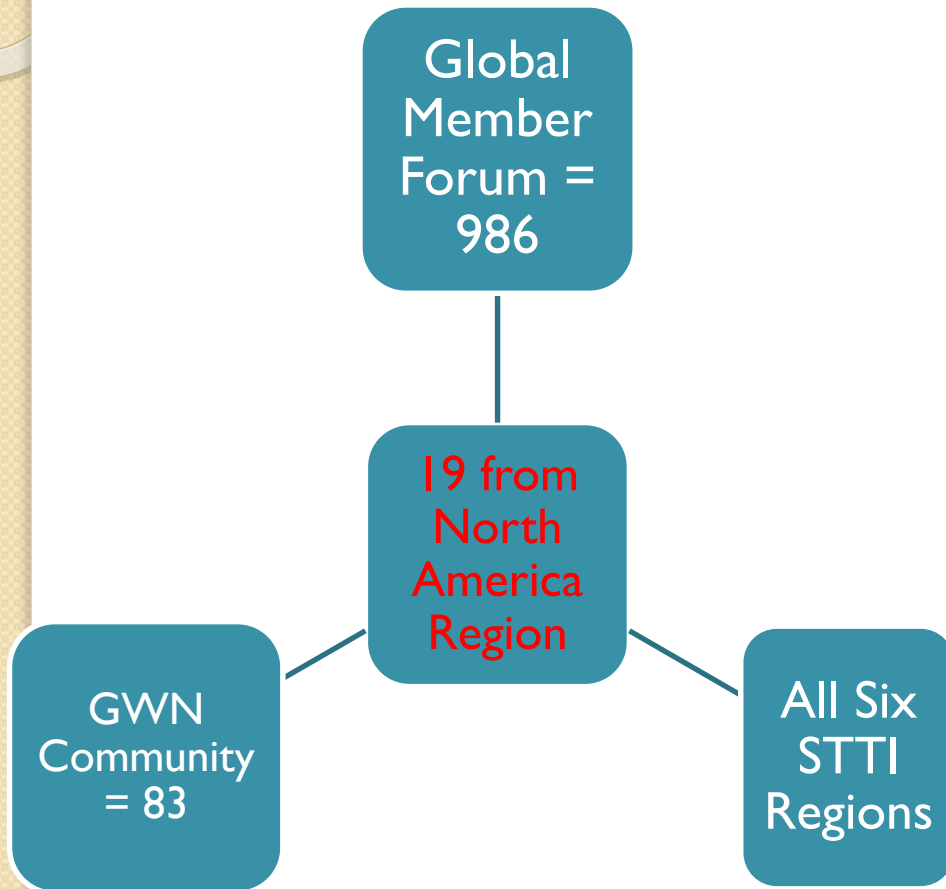 Global
Member
Forum =
986
19 from
North
America
Region
GWN
Community
= 83
All Six
STTI
Regions